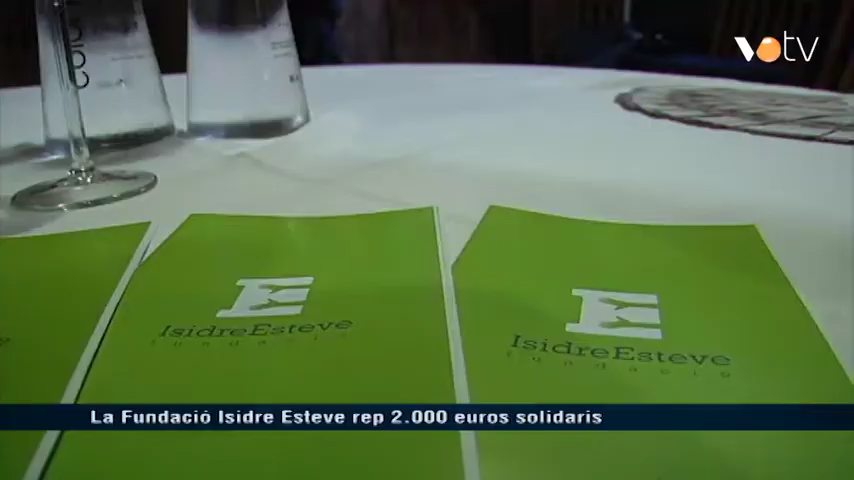 votv
IsidreEsteve
fundació
IsidreEsteve
fundació
La Fundació Isidre Esteve rep 2.000 euros solidaris